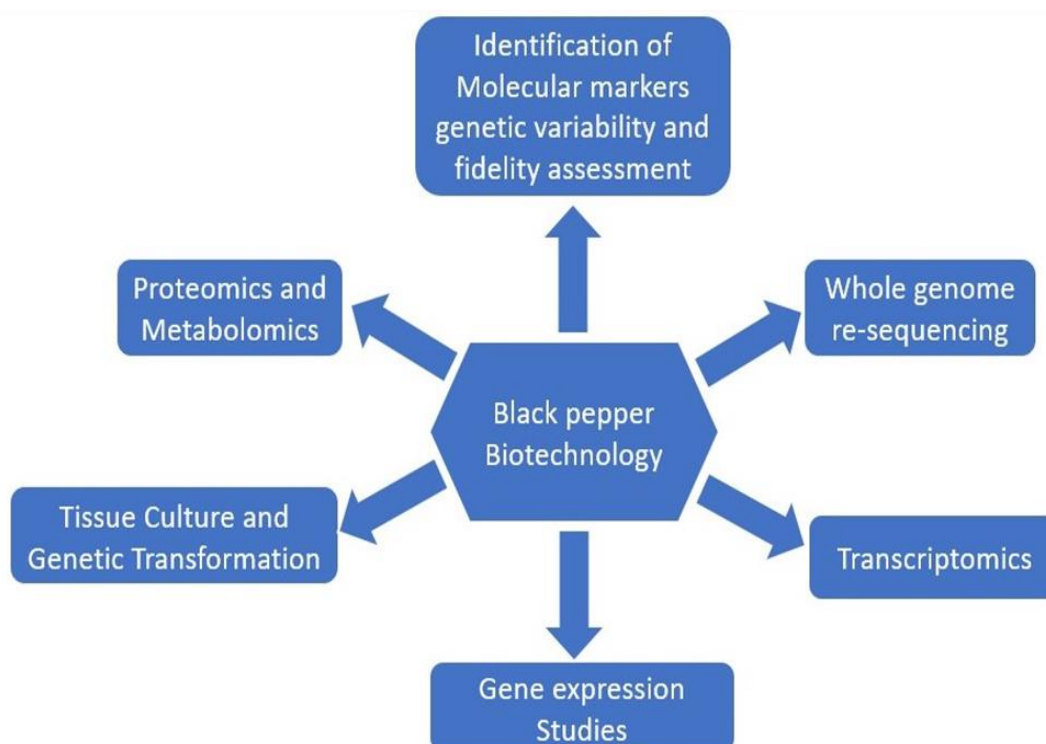 Identification of
Molecular markers
genetic variability and
fidelity assessment
Proteomics and
Metabolomics
Whole genome
re-sequencing
Black pepper
Biotechnology
Tissue Culture and
Genetic Transformation
Transcriptomics
Gene expression
Studies